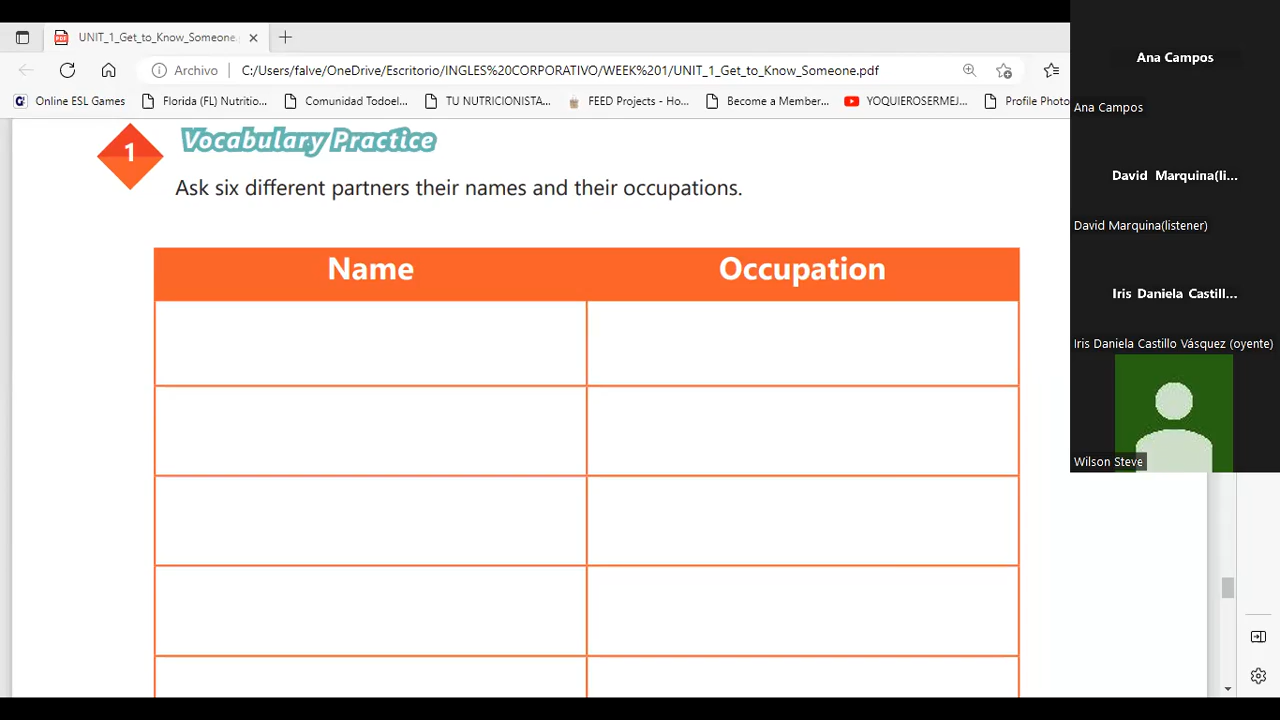 UNIT_1_Get_to_Know_Someone.
Archivo
C:/Users/falve/OneDrive/Escritorio/INGLES%20CORPORATIVO/WEEK%201/UNIT_1_Get_to_Know_Someone.pdf
Online ESL Games
Florida (FL) Nutritio...
Comunidad Todoel...
TU NUTRICIONISTA...
FEED Projects - Ho...
Become a Member...
YOQUIEROSERMEJ...
Profile Photo
1
Vocabulary Practice
Ask six different partners their names and their occupations.
Name Occupation
Ana Campos
Ana Campos
David Marquina(li...
David Marquina(listener)
Iris Daniela Castill...
Iris Daniela Castillo Vásquez (oyente)
Wilson Steve